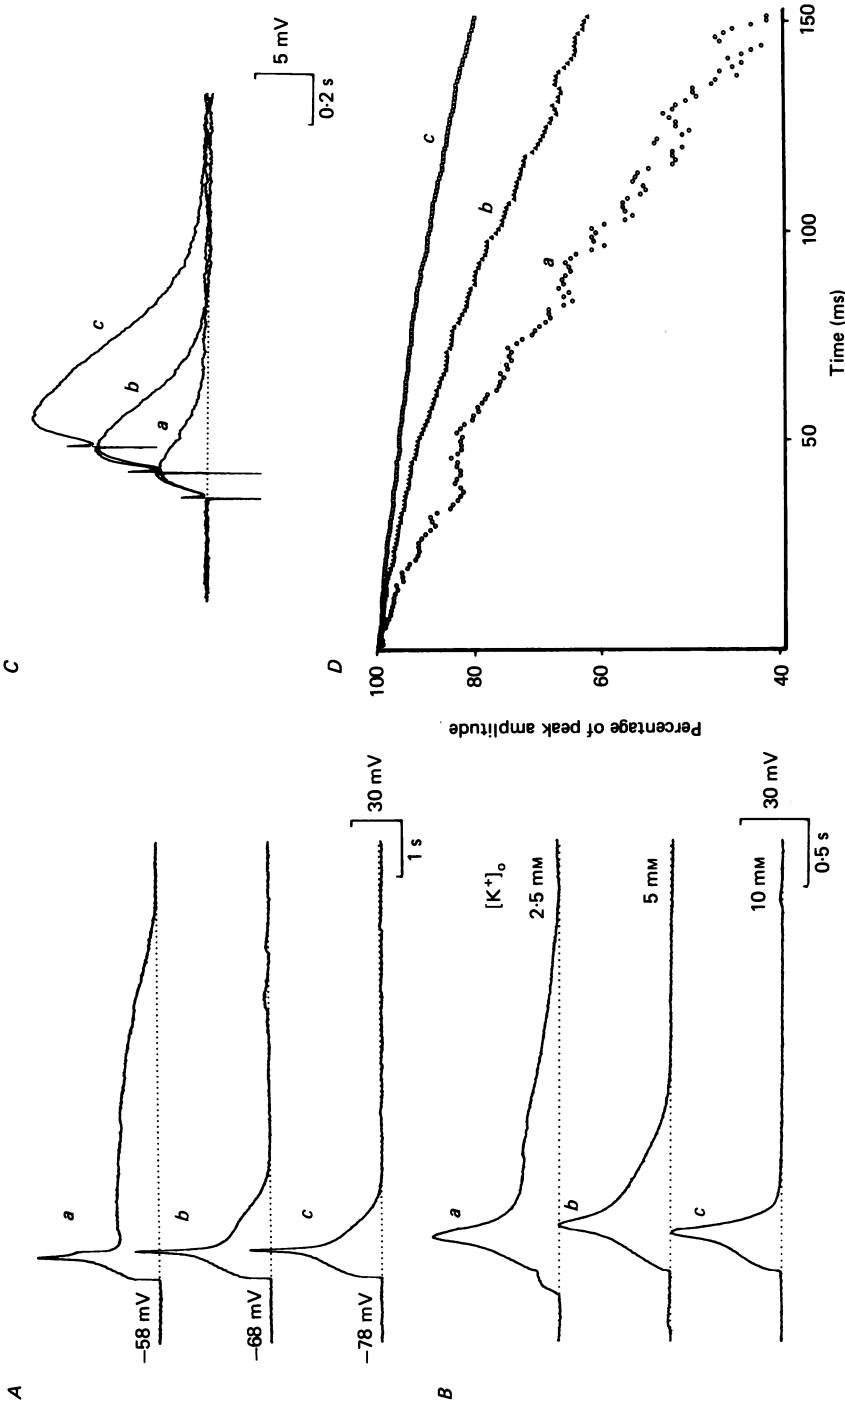 A
a
−58 mV
b
−68 mV
c
−78 mV
30 mV
1 s
B
[K+]o
a
2·5 mM
b
5 mM
c
10 mM
30 mV
0·5 s
C
c
b
a
5 mV
0·2 s
D
Percentage of peak amplitude
100
80
60
40
c
b
a
50
100
150
Time (ms)